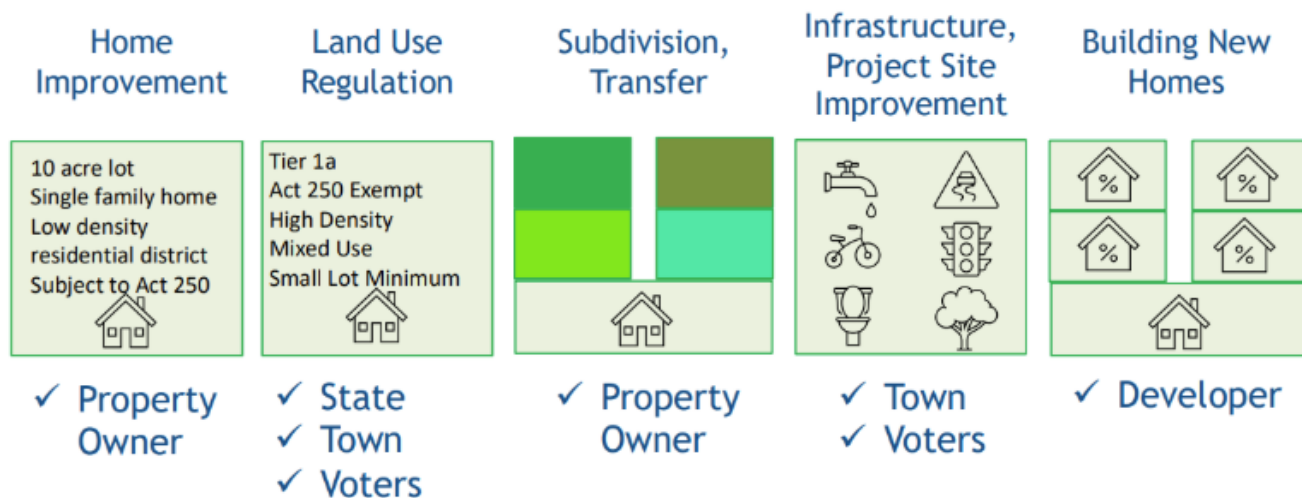 Home
Improvement
Land Use
Regulation
Subdivision,
Transfer
Infrastructure,
Project Site
Improvement
Building New
Homes
10 acre lot
Single family home
Low density
residential district
Subject to Act 250
Tier 1a
Act 250 Exempt
High Density
Mixed Use
Small Lot Minimum
%
%
%
%
✓ Property
Owner
✓ State
✓ Town
✓ Voters
✓ Property
Owner
✓ Town
✓ Voters
✓ Developer